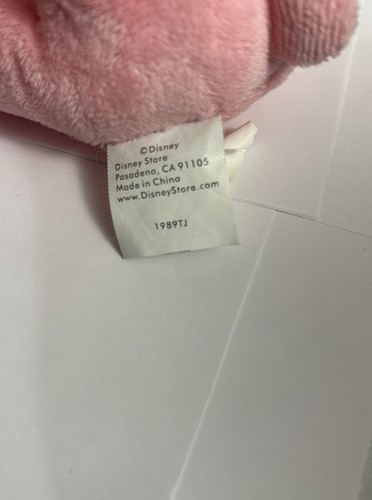 ©Disney
Disney Store
Pasadena, CA 91105
Made in China
www.DisneyStore.com
1989TJ